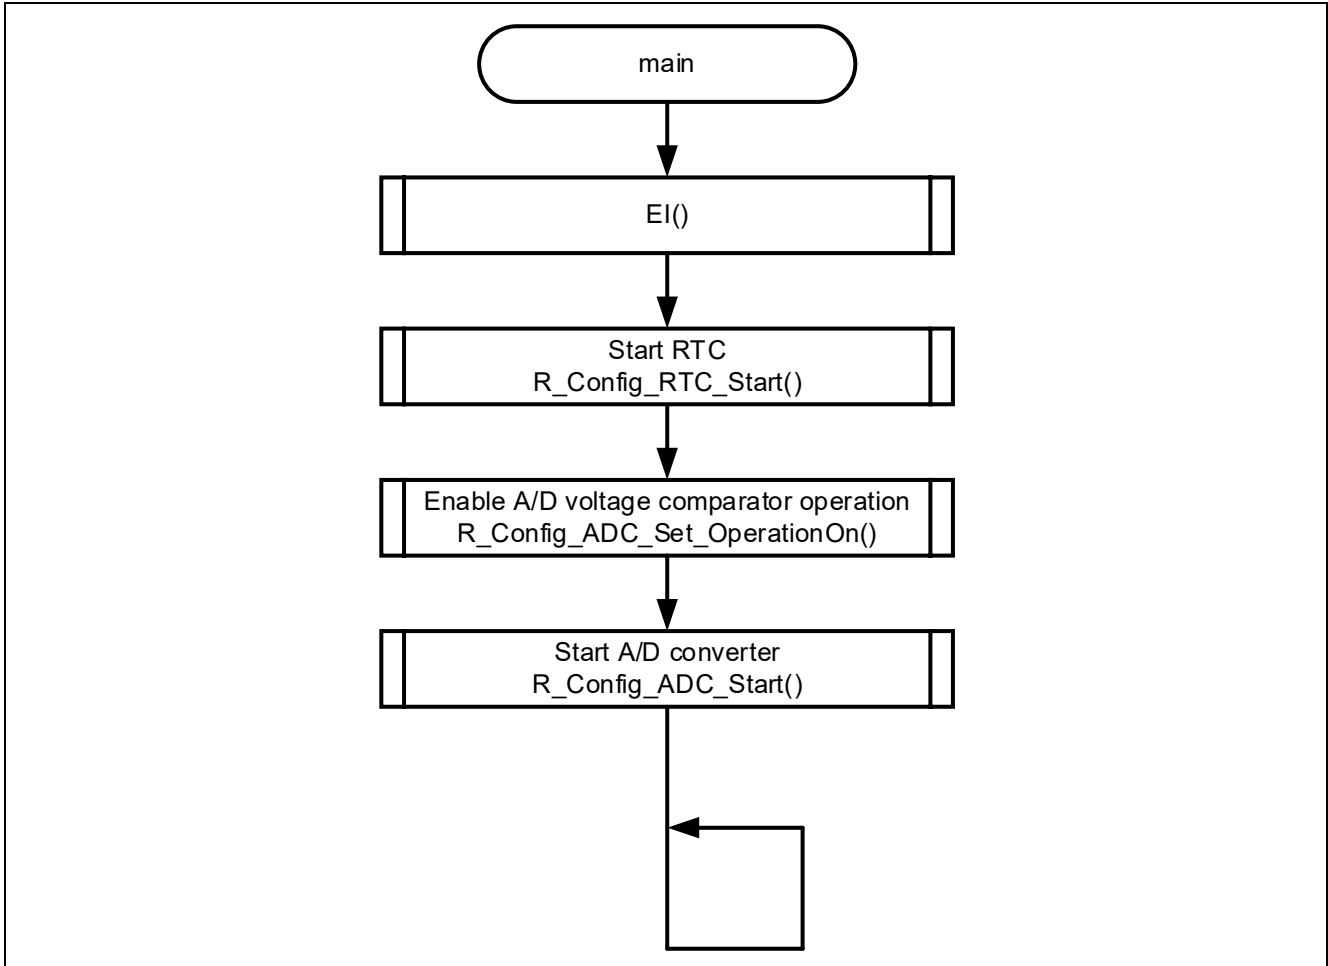 main
EI()
Start RTC
R_Config_RTC_Start()
Enable A/D voltage comparator operation
R_Config_ADC_Set_OperationOn()
Start A/D converter
R_Config_ADC_Start()